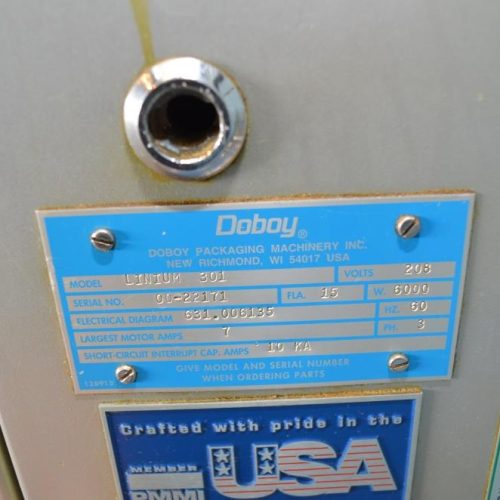 Doboy®
DOBOY PACKAGING MACHINERY INC.
NEW RICHMOND, WI 54017 USA
MODEL LINIUM 301 VOLTS 208
SERIAL NO. 00-22171 FLA. 15 W. 6000
ELECTRICAL DIAGRAM 631.006135 HZ. 60
LARGEST MOTOR AMPS 7 PH. 3
SHORT-CIRCUIT INTERRUPT CAP. AMPS 10 KA
GIVE MODEL AND SERIAL NUMBER
WHEN ORDERING PARTS
Crafted with pride in the
USA
MEMBER
PMMI